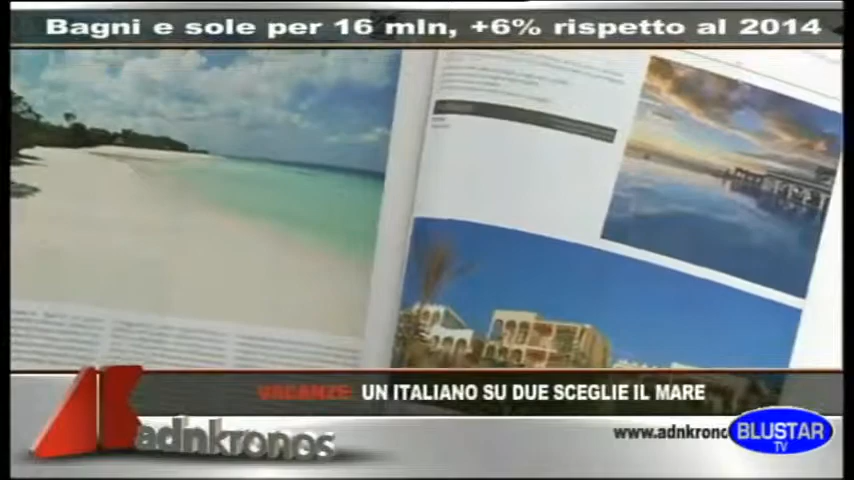 Bagni e sole per 16 mln, +6% rispetto al 2014
VACANZE: UN ITALIANO SU DUE SCEGLIE IL MARE
adnkronos
www.adnkrono
BLUSTAR
TV